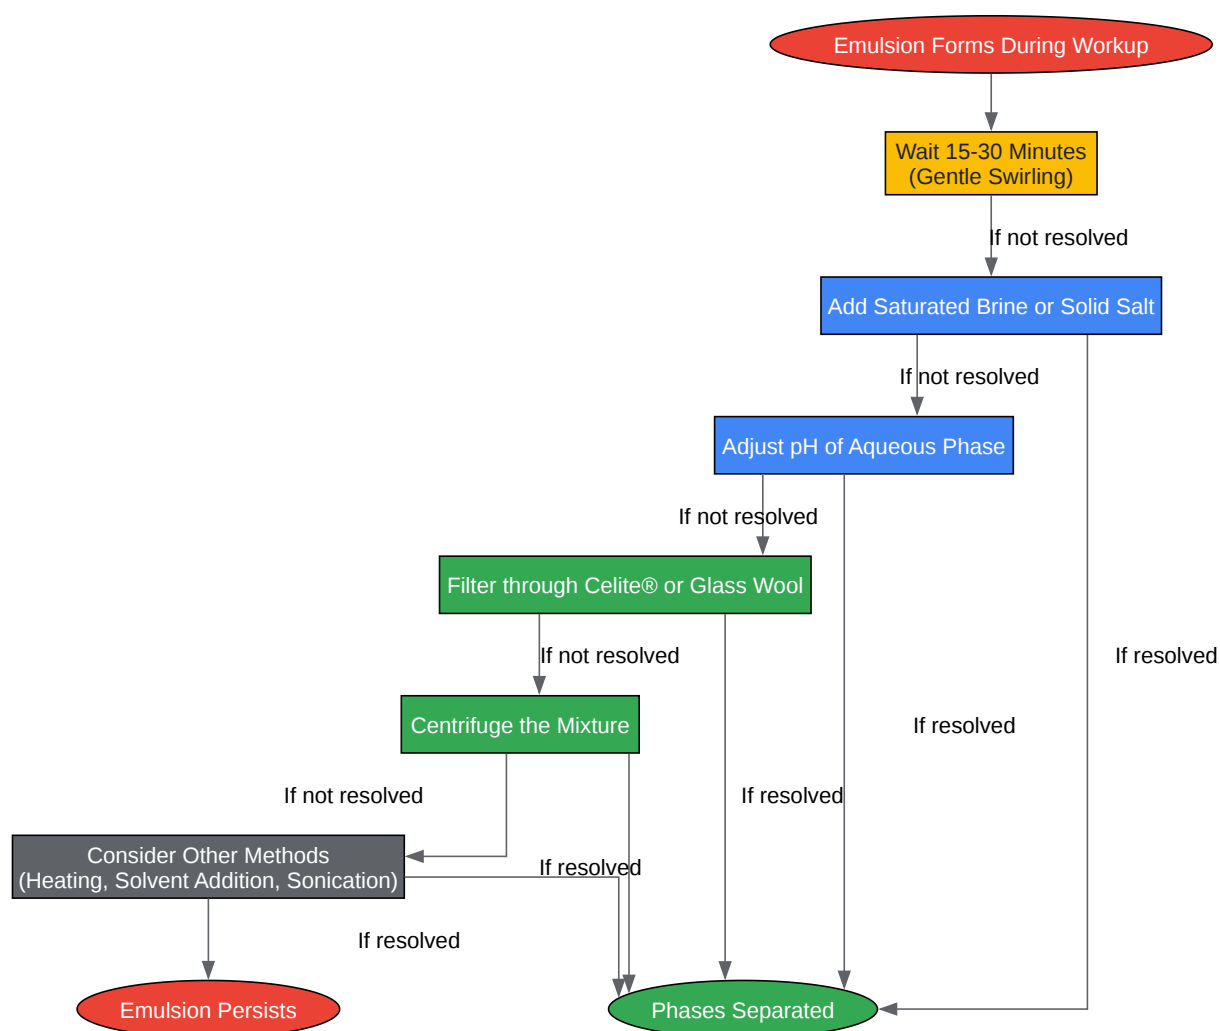 Emulsion Forms During Workup
Wait 15-30 Minutes
(Gentle Swirling)
If not resolved
Add Saturated Brine or Solid Salt
If not resolved
Adjust pH of Aqueous Phase
If not resolved
Filter through Celite® or Glass Wool
If not resolved
If resolved
Centrifuge the Mixture
If resolved
If not resolved
If resolved
Consider Other Methods
(Heating, Solvent Addition, Sonication)
If resolved
If resolved
Emulsion Persists
Phases Separated